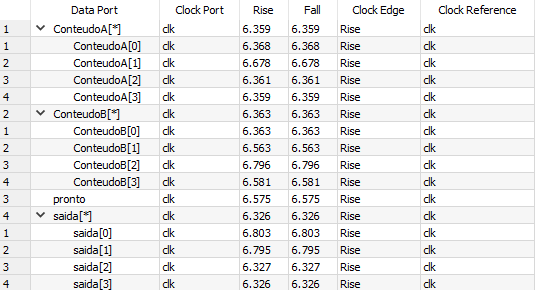 Data Port Clock Port Rise Fall Clock Edge Clock Reference
1 ConteudoA[*] clk 6.359 6.359 Rise clk
1 ConteudoA[0] clk 6.368 6.368 Rise clk
2 ConteudoA[1] clk 6.678 6.678 Rise clk
3 ConteudoA[2] clk 6.361 6.361 Rise clk
4 ConteudoA[3] clk 6.359 6.359 Rise clk
2 ConteudoB[*] clk 6.363 6.363 Rise clk
1 ConteudoB[0] clk 6.363 6.363 Rise clk
2 ConteudoB[1] clk 6.563 6.563 Rise clk
3 ConteudoB[2] clk 6.796 6.796 Rise clk
4 ConteudoB[3] clk 6.581 6.581 Rise clk
3 pronto clk 6.575 6.575 Rise clk
4 saida[*] clk 6.326 6.326 Rise clk
1 saida[0] clk 6.803 6.803 Rise clk
2 saida[1] clk 6.795 6.795 Rise clk
3 saida[2] clk 6.327 6.327 Rise clk
4 saida[3] clk 6.326 6.326 Rise clk